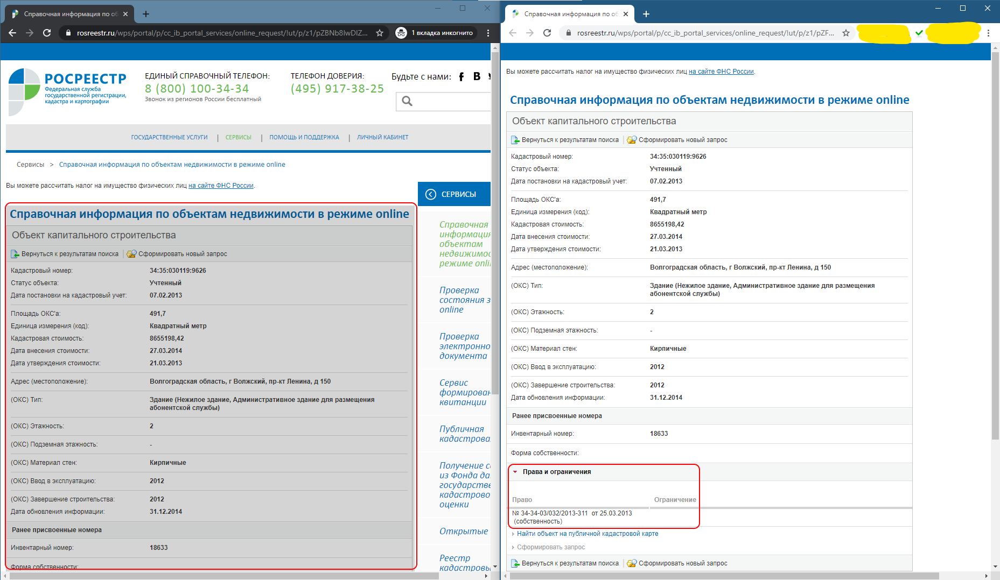 Справочная информация по об
rosreestr.ru/wps/portal/p/cc_ib_portal_services/online_request/!ut/p/z1/pZBNb8IwDIZ...
1 вкладка инкогнито
РОСРЕЕСТР
Федеральная служба
государственной регистрации,
кадастра и картографии
ЕДИНЫЙ СПРАВОЧНЫЙ ТЕЛЕФОН:
8 (800) 100-34-34
Звонок из регионов России бесплатный
ТЕЛЕФОН ДОВЕРИЯ:
(495) 917-38-25
Будьте с нами:
ГОСУДАРСТВЕННЫЕ УСЛУГИ | СЕРВИСЫ | ПОМОЩЬ И ПОДДЕРЖКА | ЛИЧНЫЙ КАБИНЕТ
Сервисы > Справочная информация по объектам недвижимости в режиме online
Вы можете рассчитать налог на имущество физических лиц на сайте ФНС России.
Справочная информация по объектам недвижимости в режиме online
Объект капитального строительства
Вернуться к результатам поиска | Сформировать новый запрос
Кадастровый номер: 34:35:030119:9626
Статус объекта: Учтенный
Дата постановки на кадастровый учет: 07.02.2013
Площадь ОКС'а: 491,7
Единица измерения (код): Квадратный метр
Кадастровая стоимость: 8655198,42
Дата внесения стоимости: 27.03.2014
Дата утверждения стоимости: 21.03.2013
Адрес (местоположение): Волгоградская область, г Волжский, пр-кт Ленина, д 150
(ОКС) Тип: Здание (Нежилое здание, Административное здание для размещения
абонентской службы)
(ОКС) Этажность: 2
(ОКС) Подземная этажность: -
(ОКС) Материал стен: Кирпичные
(ОКС) Ввод в эксплуатацию: 2012
(ОКС) Завершение строительства: 2012
Дата обновления информации: 31.12.2014
Ранее присвоенные номера
Инвентарный номер: 18633
Форма собственности:
СЕРВИСЫ
Справочная
информация
объектам
недвижимос
режиме onli
Проверка
состояния з
online
Проверка
электронно
документа
Сервис
формирован
квитанции
Публичная
кадастрова
Получение с
из Фонда да
государстве
кадастрово
оценки
Открытые
Реестр
кадастровы
Справочная информация по об
rosreestr.ru/wps/portal/p/cc_ib_portal_services/online_request/!ut/p/z1/pZF...
Вы можете рассчитать налог на имущество физических лиц на сайте ФНС России.
Справочная информация по объектам недвижимости в режиме online
Объект капитального строительства
Вернуться к результатам поиска | Сформировать новый запрос
Кадастровый номер: 34:35:030119:9626
Статус объекта: Учтенный
Дата постановки на кадастровый учет: 07.02.2013
Площадь ОКС'а: 491,7
Единица измерения (код): Квадратный метр
Кадастровая стоимость: 8655198,42
Дата внесения стоимости: 27.03.2014
Дата утверждения стоимости: 21.03.2013
Адрес (местоположение): Волгоградская область, г Волжский, пр-кт Ленина, д 150
(ОКС) Тип: Здание (Нежилое здание, Административное здание для размещения
абонентской службы)
(ОКС) Этажность: 2
(ОКС) Подземная этажность: -
(ОКС) Материал стен: Кирпичные
(ОКС) Ввод в эксплуатацию: 2012
(ОКС) Завершение строительства: 2012
Дата обновления информации: 31.12.2014
Ранее присвоенные номера
Инвентарный номер: 18633
Форма собственности:
Права и ограничения
Право Ограничение
№ 34-34-03/032/2013-311 от 25.03.2013
(собственность)
Найти объект на публичной кадастровой карте
Сформировать запрос
Вернуться к результатам поиска | Сформировать новый запрос